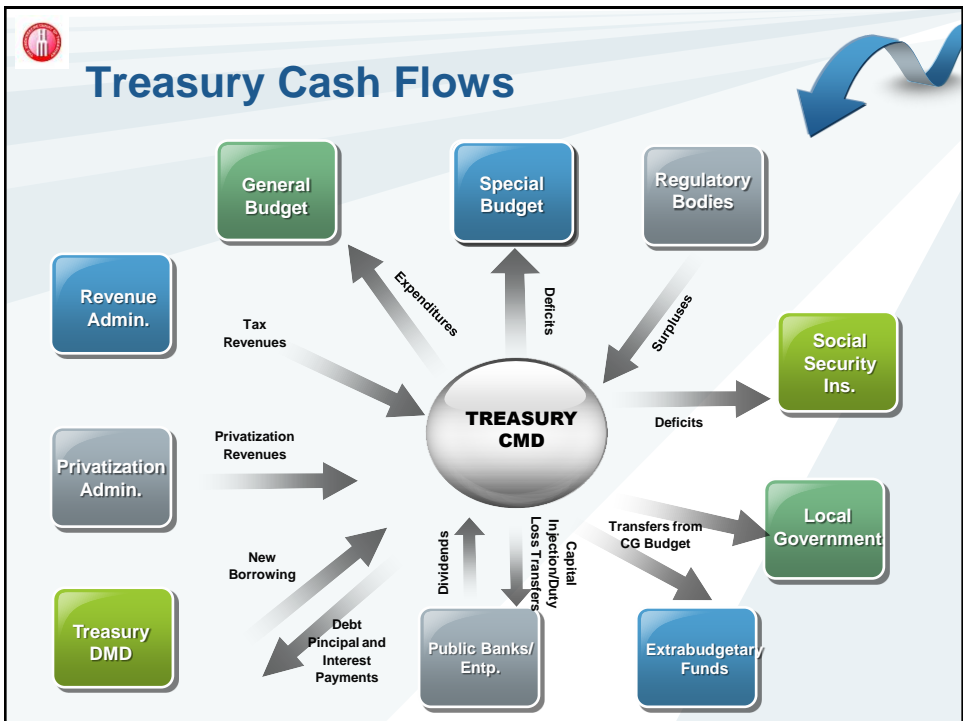 Treasury Cash Flows
General
Budget
Special
Budget
Regulatory
Bodies
Revenue
Admin.
Tax
Revenues
Expenditures
Deficits
Surpluses
Social
Security
Ins.
TREASURY
CMD
Deficits
Privatization
Admin.
Privatization
Revenues
Local
Government
Transfers from
CG Budget
New
Borrowing
Dividends
Capital
Injection/Duty
Loss Transfers
Treasury
DMD
Debt
Pincipal and
Interest
Payments
Public Banks/
Entp.
Extrabudgetary
Funds